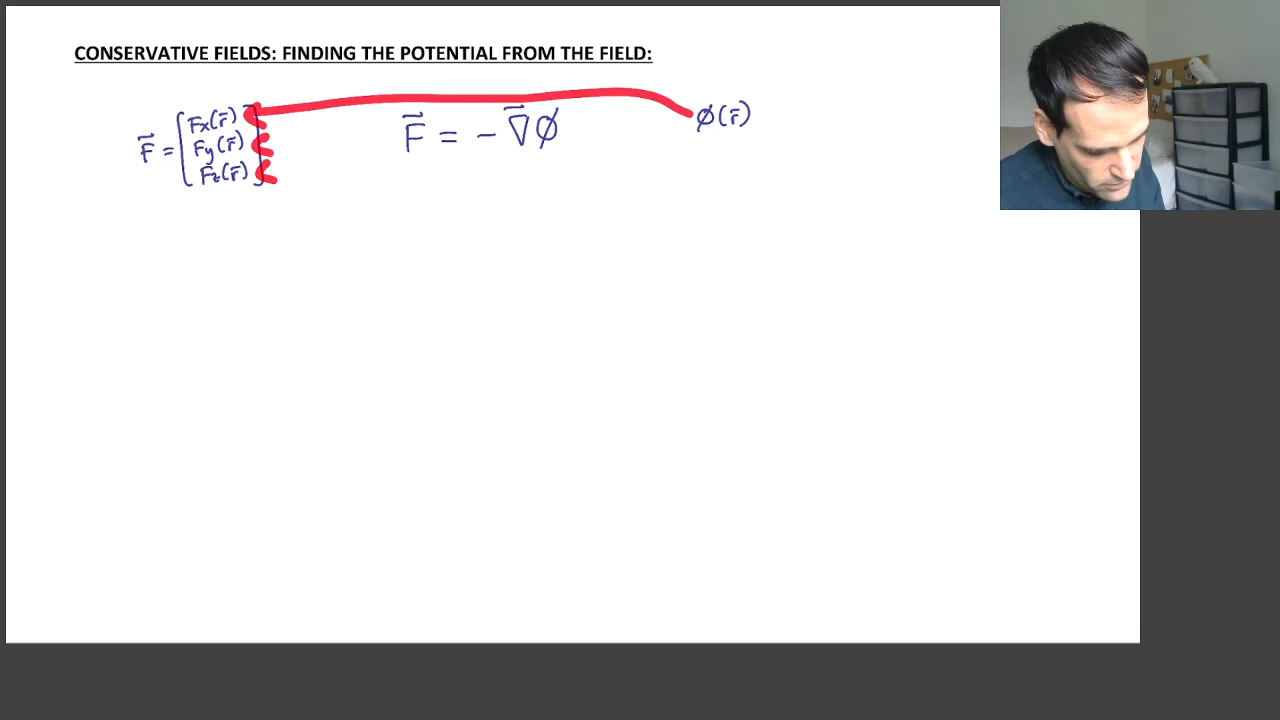 CONSERVATIVE FIELDS: FINDING THE POTENTIAL FROM THE FIELD:
F⃗ = [Fx(r̄) Fy(r̄) Fz(r̄)]
F⃗ = − ∇⃗φ
φ(r̄)